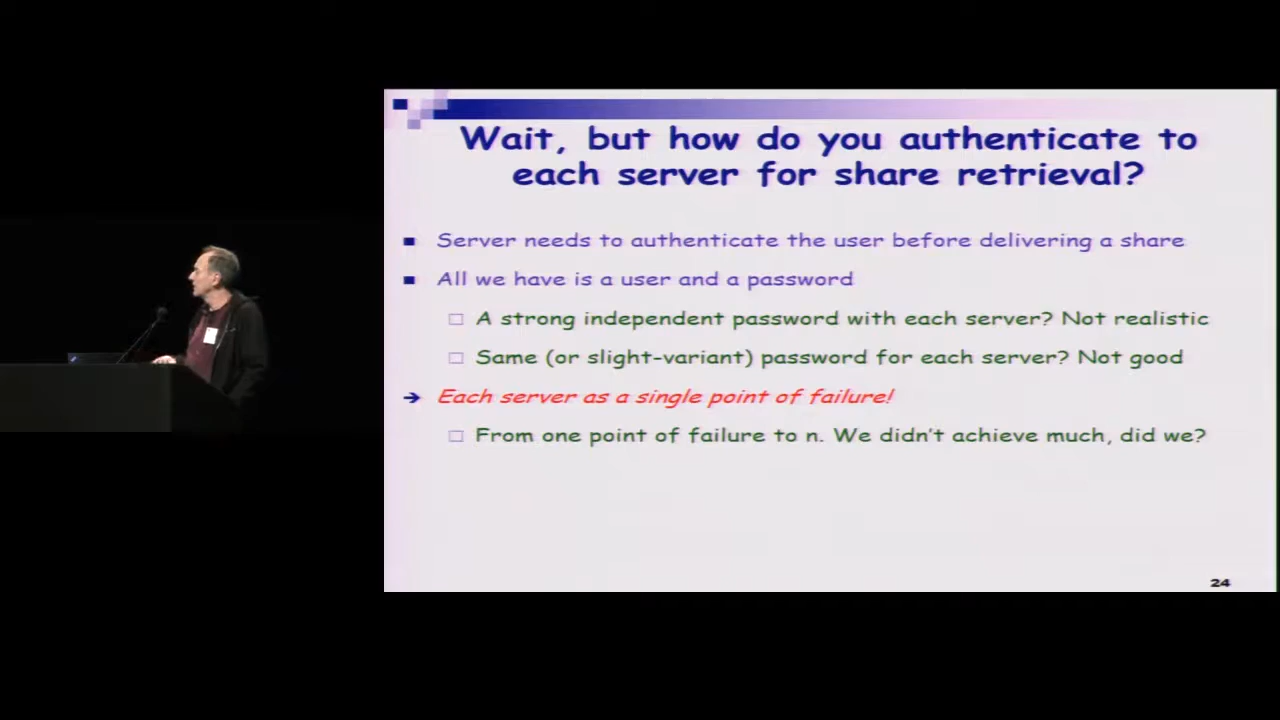 Wait, but how do you authenticate to
each server for share retrieval?
Server needs to authenticate the user before delivering a share
All we have is a user and a password
A strong independent password with each server? Not realistic
Same (or slight-variant) password for each server? Not good
Each server as a single point of failure!
From one point of failure to n. We didn't achieve much, did we?
24